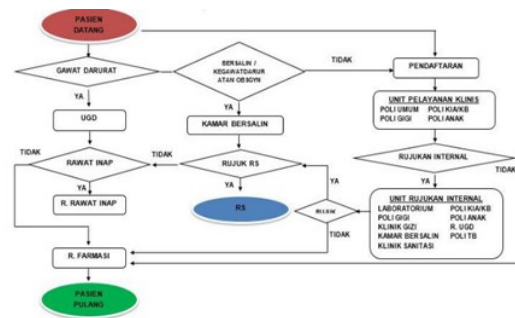 PASIEN
DATANG
GAWAT DARURAT
BERSALIN /
KEGAWATDARUR
ATAN OBSGYN
TIDAK
PENDAFTARAN
YA
YA
UNIT PELAYANAN KLINIS
POLI UMUM POLI KIA/KB
POLI GIGI POLI ANAK
UGD
KAMAR BERSALIN
TIDAK
RAWAT INAP
TIDAK
RUJUK RS
RUJUKAN INTERNAL
TIDAK
YA
YA
YA
YA
R. RAWAT INAP
RS
RUJUK
UNIT RUJUKAN INTERNAL
LABORATORIUM POLI KIA/KB
POLI GIGI POLI ANAK
KLINIK GIZI R. UGD
KAMAR BERSALIN POLI TB
KLINIK SANITASI
TIDAK
R. FARMASI
PASIEN
PULANG